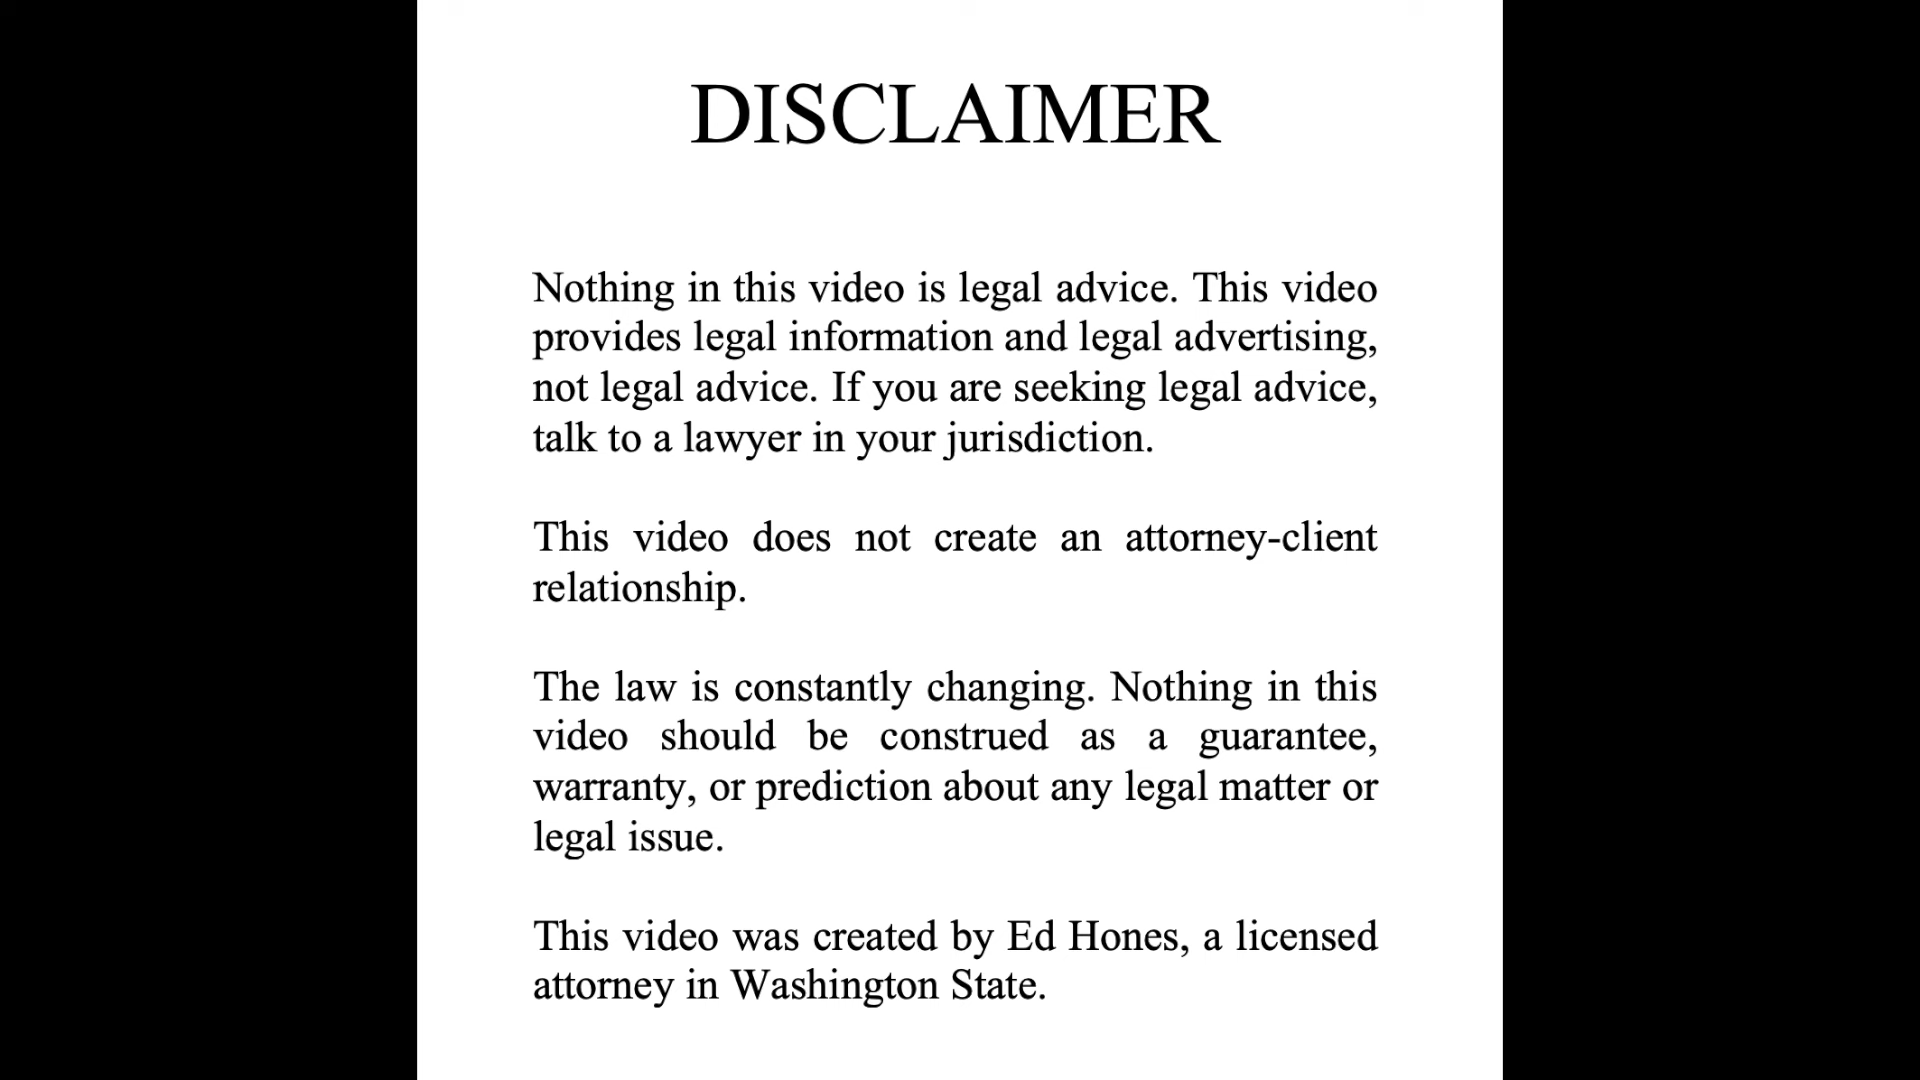 DISCLAIMER
Nothing in this video is legal advice. This video
provides legal information and legal advertising,
not legal advice. If you are seeking legal advice,
talk to a lawyer in your jurisdiction.
This video does not create an attorney-client
relationship.
The law is constantly changing. Nothing in this
video should be construed as a guarantee,
warranty, or prediction about any legal matter or
legal issue.
This video was created by Ed Hones, a licensed
attorney in Washington State.